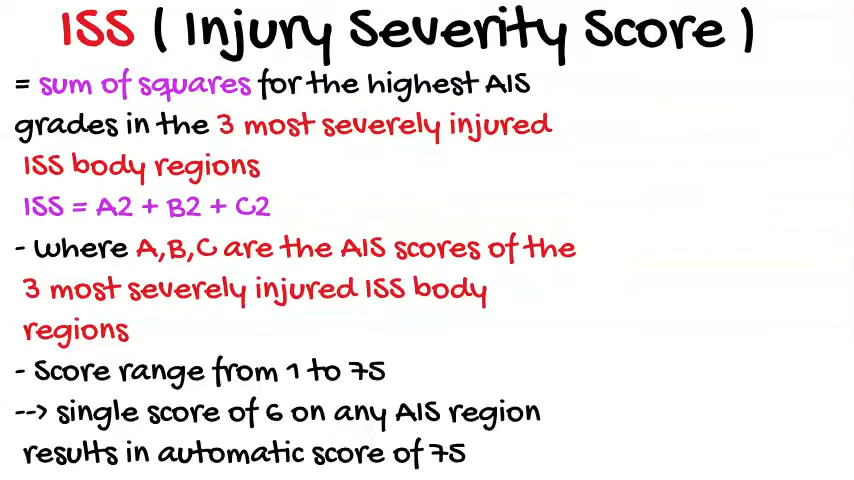 ISS ( Injury Severity Score )
= sum of squares for the highest AIS
grades in the 3 most severely injured
ISS body regions
ISS = A2 + B2 + C2
- where A,B,C are the AIS scores of the
3 most severely injured ISS body
regions
- Score range from 1 to 75
--> single score of 6 on any AIS region
results in automatic score of 75